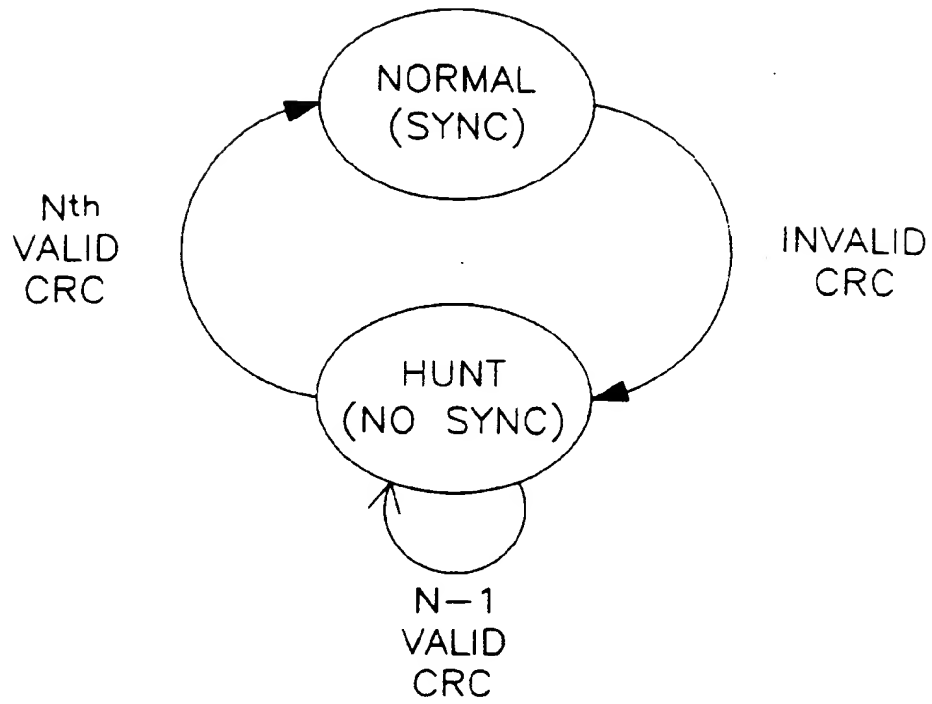 NORMAL
(SYNC)
Nth
VALID
CRC
INVALID
CRC
HUNT
(NO SYNC)
N-1
VALID
CRC